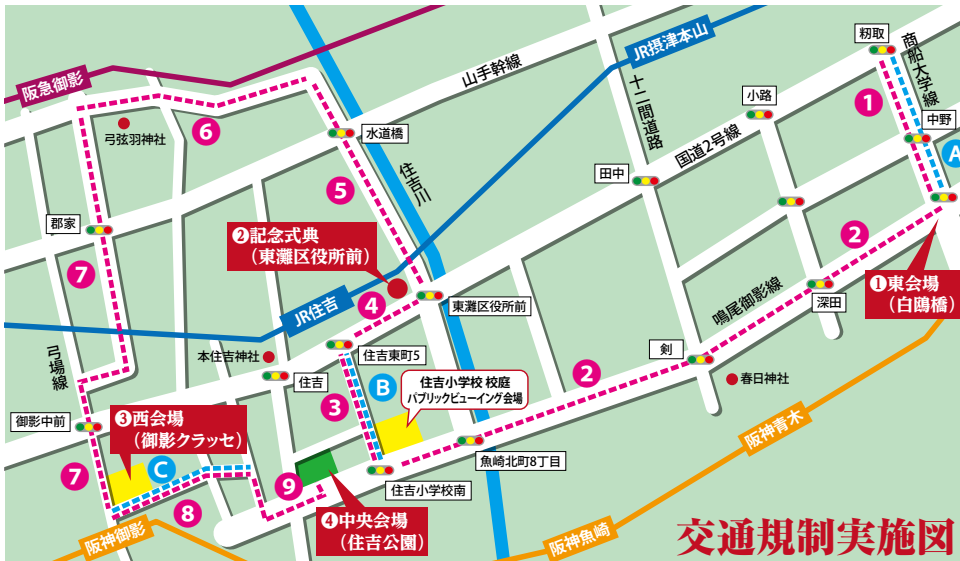 籾取
商船大学線
JR摂津本山
山手幹線
阪急御影
1
小路
十二間道路
中野
6
弓弦羽神社
水道橋
国道2号線
A
田中
5
住吉川
郡家
2
❷記念式典
(東灘区役所前)
7
❶東会場
(白鴎橋)
4
JR住吉
東灘区役所前
深田
鳴尾御影線
弓場線
本住吉神社
住吉東町5
剣
住吉
B
住吉小学校 校庭
パブリックビューイング会場
2
春日神社
3
御影中前
❸西会場
(御影クラッセ)
阪神青木
魚崎北町8丁目
C
7
9
住吉小学校南
8
❹中央会場
(住吉公園)
阪神御影
阪神魚崎
交通規制実施図